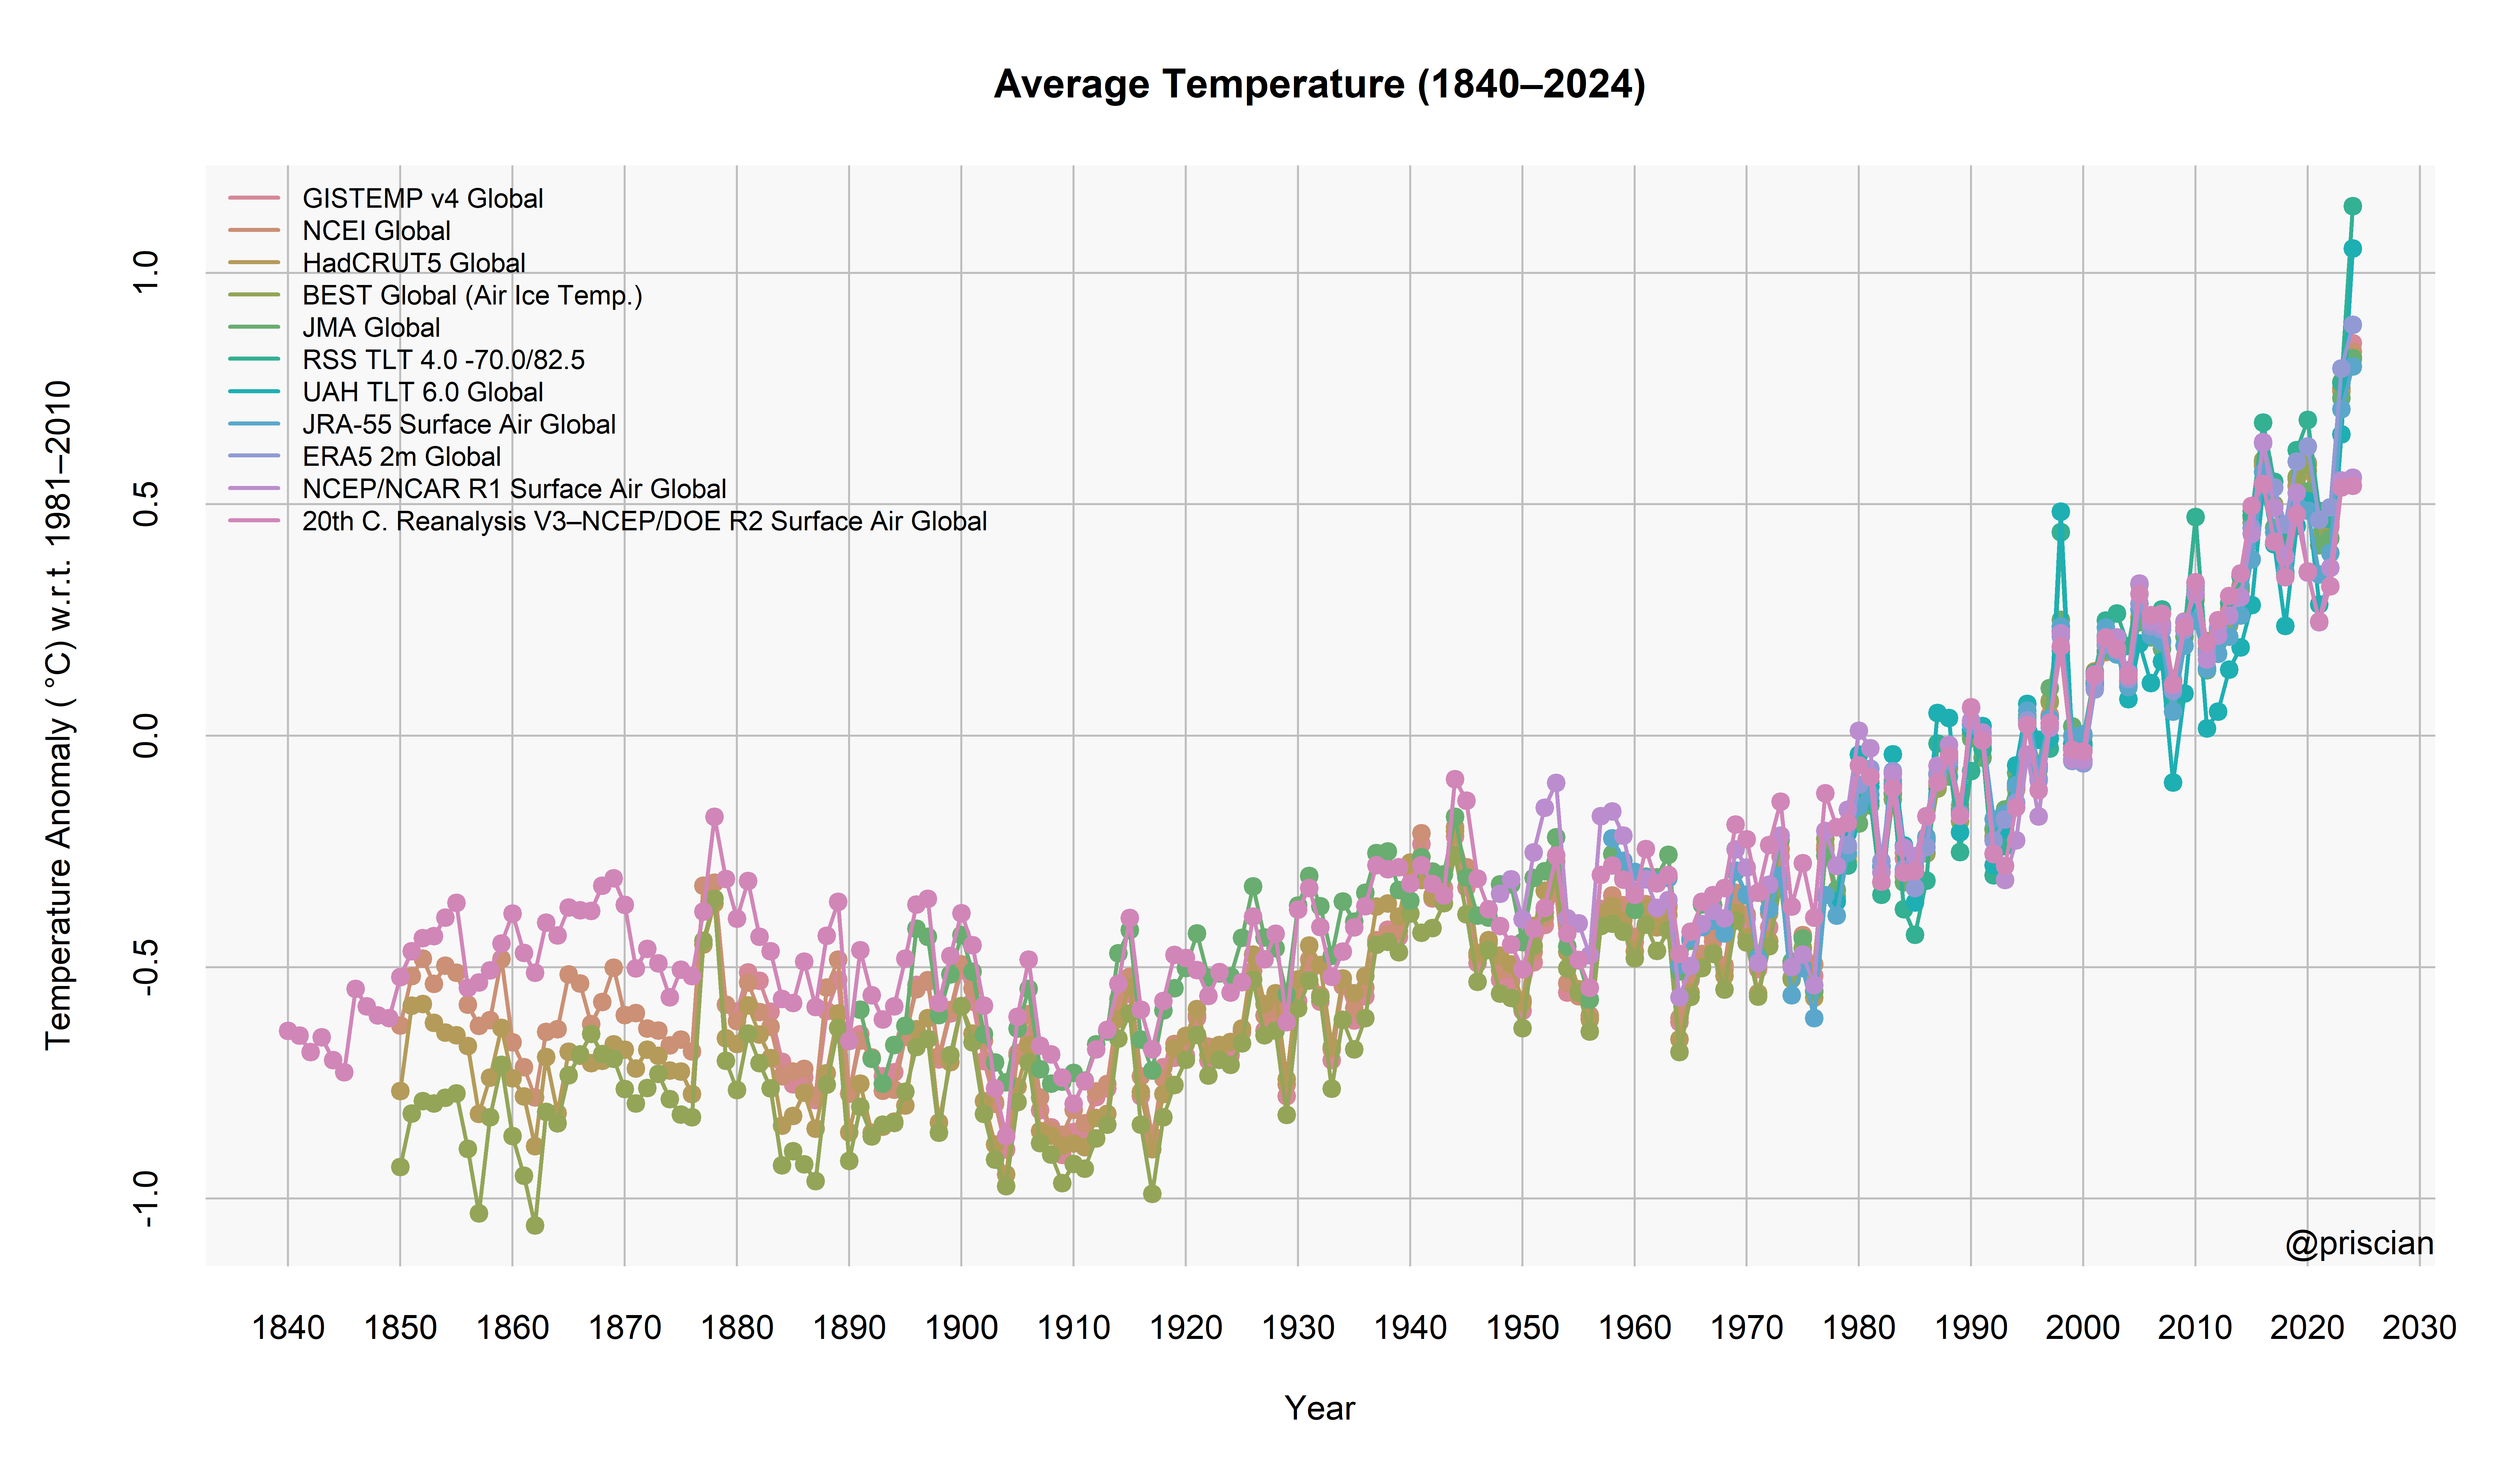 Average Temperature (1840–2024)
GISTEMP v4 Global
NCEI Global
HadCRUT5 Global
BEST Global (Air Ice Temp.)
JMA Global
RSS TLT 4.0 -70.0/82.5
UAH TLT 6.0 Global
JRA-55 Surface Air Global
ERA5 2m Global
NCEP/NCAR R1 Surface Air Global
20th C. Reanalysis V3–NCEP/DOE R2 Surface Air Global
Temperature Anomaly ( °C) w.r.t. 1981–2010
1.0
0.5
0.0
-0.5
-1.0
@priscian
1840 1850 1860 1870 1880 1890 1900 1910 1920 1930 1940 1950 1960 1970 1980 1990 2000 2010 2020 2030
Year